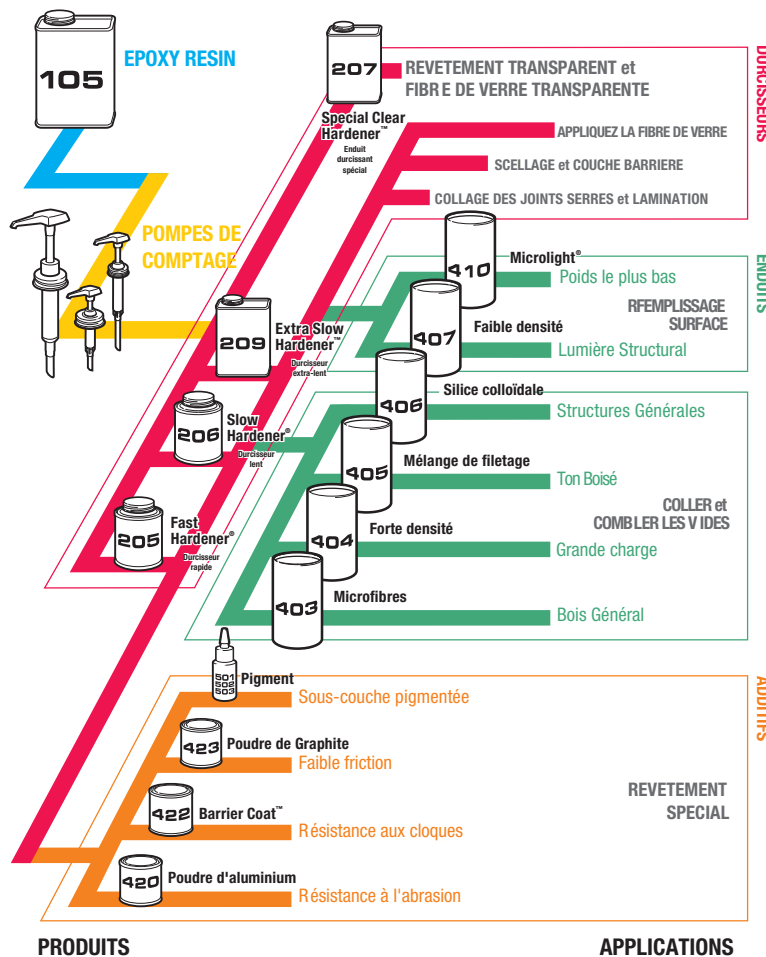 105
EPOXY RESIN
207
REVETEMENT TRANSPARENT et
FIBRE DE VERRE TRANSPARENTE
DURCISSEURS
Special Clear
Hardener™
Enduit
durcissant
spécial
APPLIQUEZ LA FIBRE DE VERRE
SCELLAGE et COUCHE BARRIERE
COLLAGE DES JOINTS SERRES et LAMINATION
POMPES DE
COMPTAGE
410
Microlight®
Poids le plus bas
ENDUITS
RFEMPLISSAGE
SURFACE
407
Faible densité
Lumière Structural
209
Extra Slow
Hardener™
Durcisseur
extra-lent
406
Silice colloïdale
Structures Générales
206
Slow
Hardener®
Durcisseur
lent
405
Mélange de filetage
Ton Boisé
COLLER et
COMBLER LES V IDES
205
Fast
Hardener®
Durcisseur
rapide
404
Forte densité
Grande charge
403
Microfibres
Bois Général
501
502
503
Pigment
Sous-couche pigmentée
ADDITIFS
423
Poudre de Graphite
Faible friction
REVETEMENT
SPECIAL
422
Barrier Coat™
Résistance aux cloques
420
Poudre d'aluminium
Résistance à l'abrasion
PRODUITS
APPLICATIONS